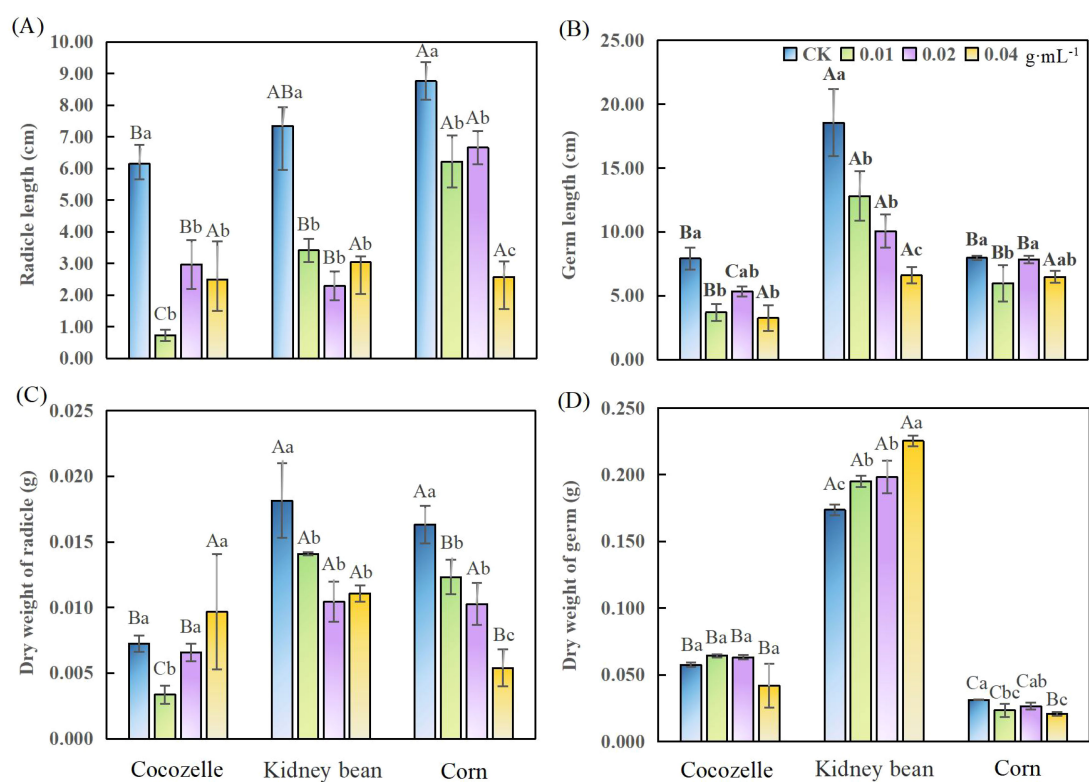 (A)
10.00
9.00
8.00
7.00
6.00
5.00
4.00
3.00
2.00
1.00
0.00
Radicle length (cm)
Ba
Cb
Bb
Ab
ABa
Bb
Bb
Ab
Aa
Ab
Ab
Ac
(B)
25.00
20.00
15.00
10.00
5.00
0.00
Germ length (cm)
CK 0.01 0.02 0.04 g·mL⁻¹
Ba
Bb
Cab
Ab
Aa
Ab
Ab
Ac
Ba
Bb
Ba
Aab
(C)
0.025
0.020
0.015
0.010
0.005
0.000
Dry weight of radicle (g)
Ba
Cb
Ba
Aa
Aa
Ab
Ab
Ab
Aa
Bb
Ab
Bc
Cocozelle Kidney bean Corn
(D)
0.250
0.200
0.150
0.100
0.050
0.000
Dry weight of germ (g)
Ba
Ba
Ba
Ba
Ac
Ab
Ab
Aa
Ca
Cbc
Cab
Bc
Cocozelle Kidney bean Corn